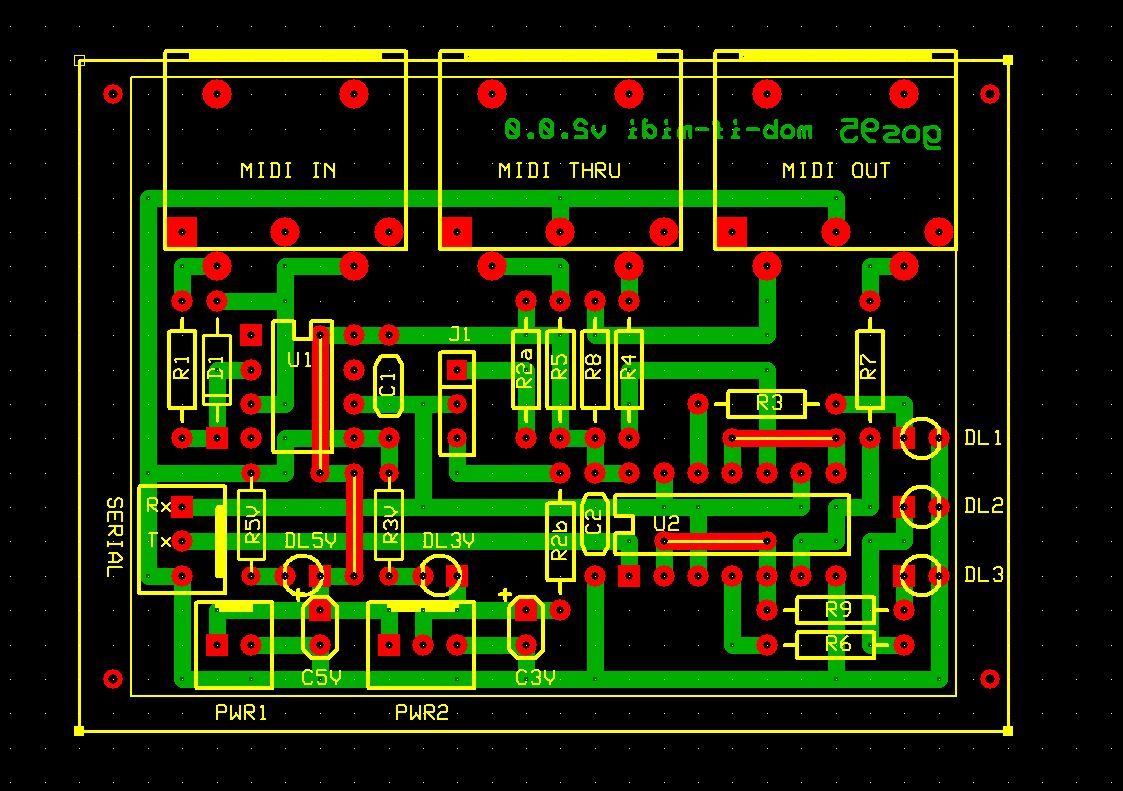 mob-if-midi v2.0.0 gos95
MIDI IN
MIDI THRU
MIDI OUT
J1
R1
D1
U1
C1
R2a
R5
R8
R4
R7
R3
DL1
SERIAL
Rx
Tx
R5V
DL5V
R3V
DL3V
R2b
C2
U2
DL2
DL3
+
+
R9
R6
C5V
C3V
PWR1
PWR2